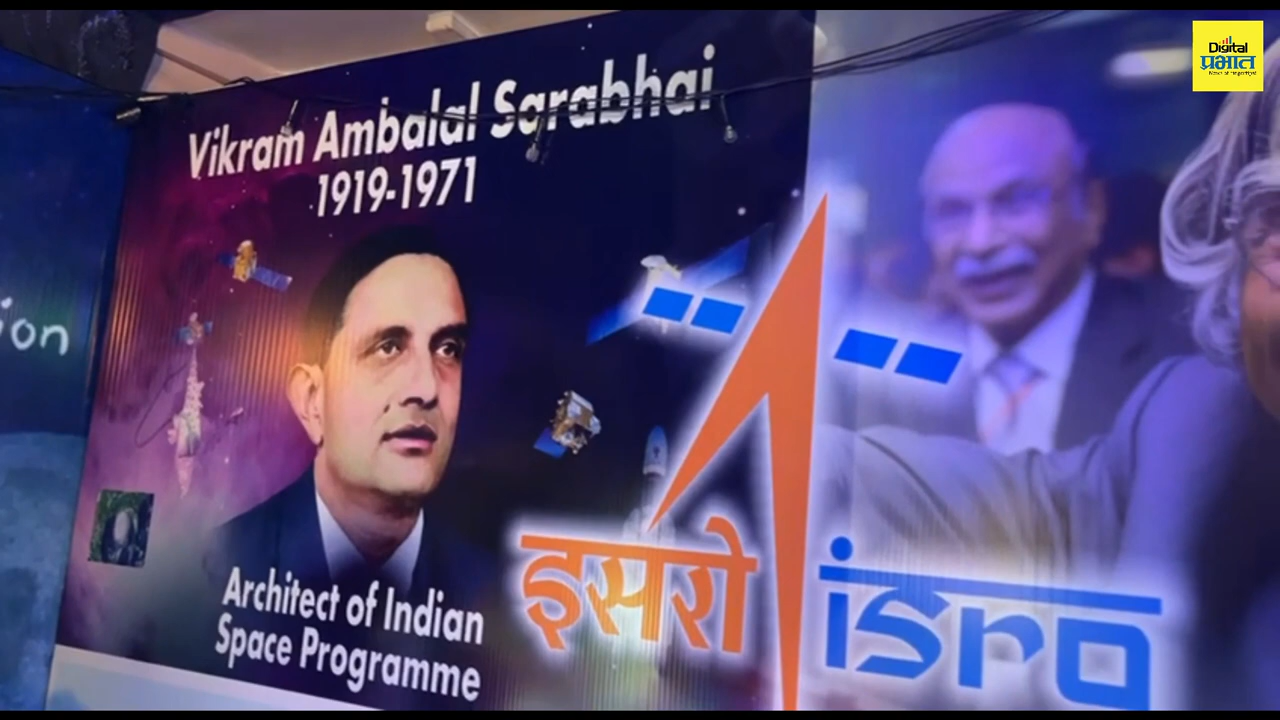 Digital
प्रभात
Vikram Ambalal Sarabhai
1919-1971
ion
Architect of Indian
Space Programme
इसरो
isro